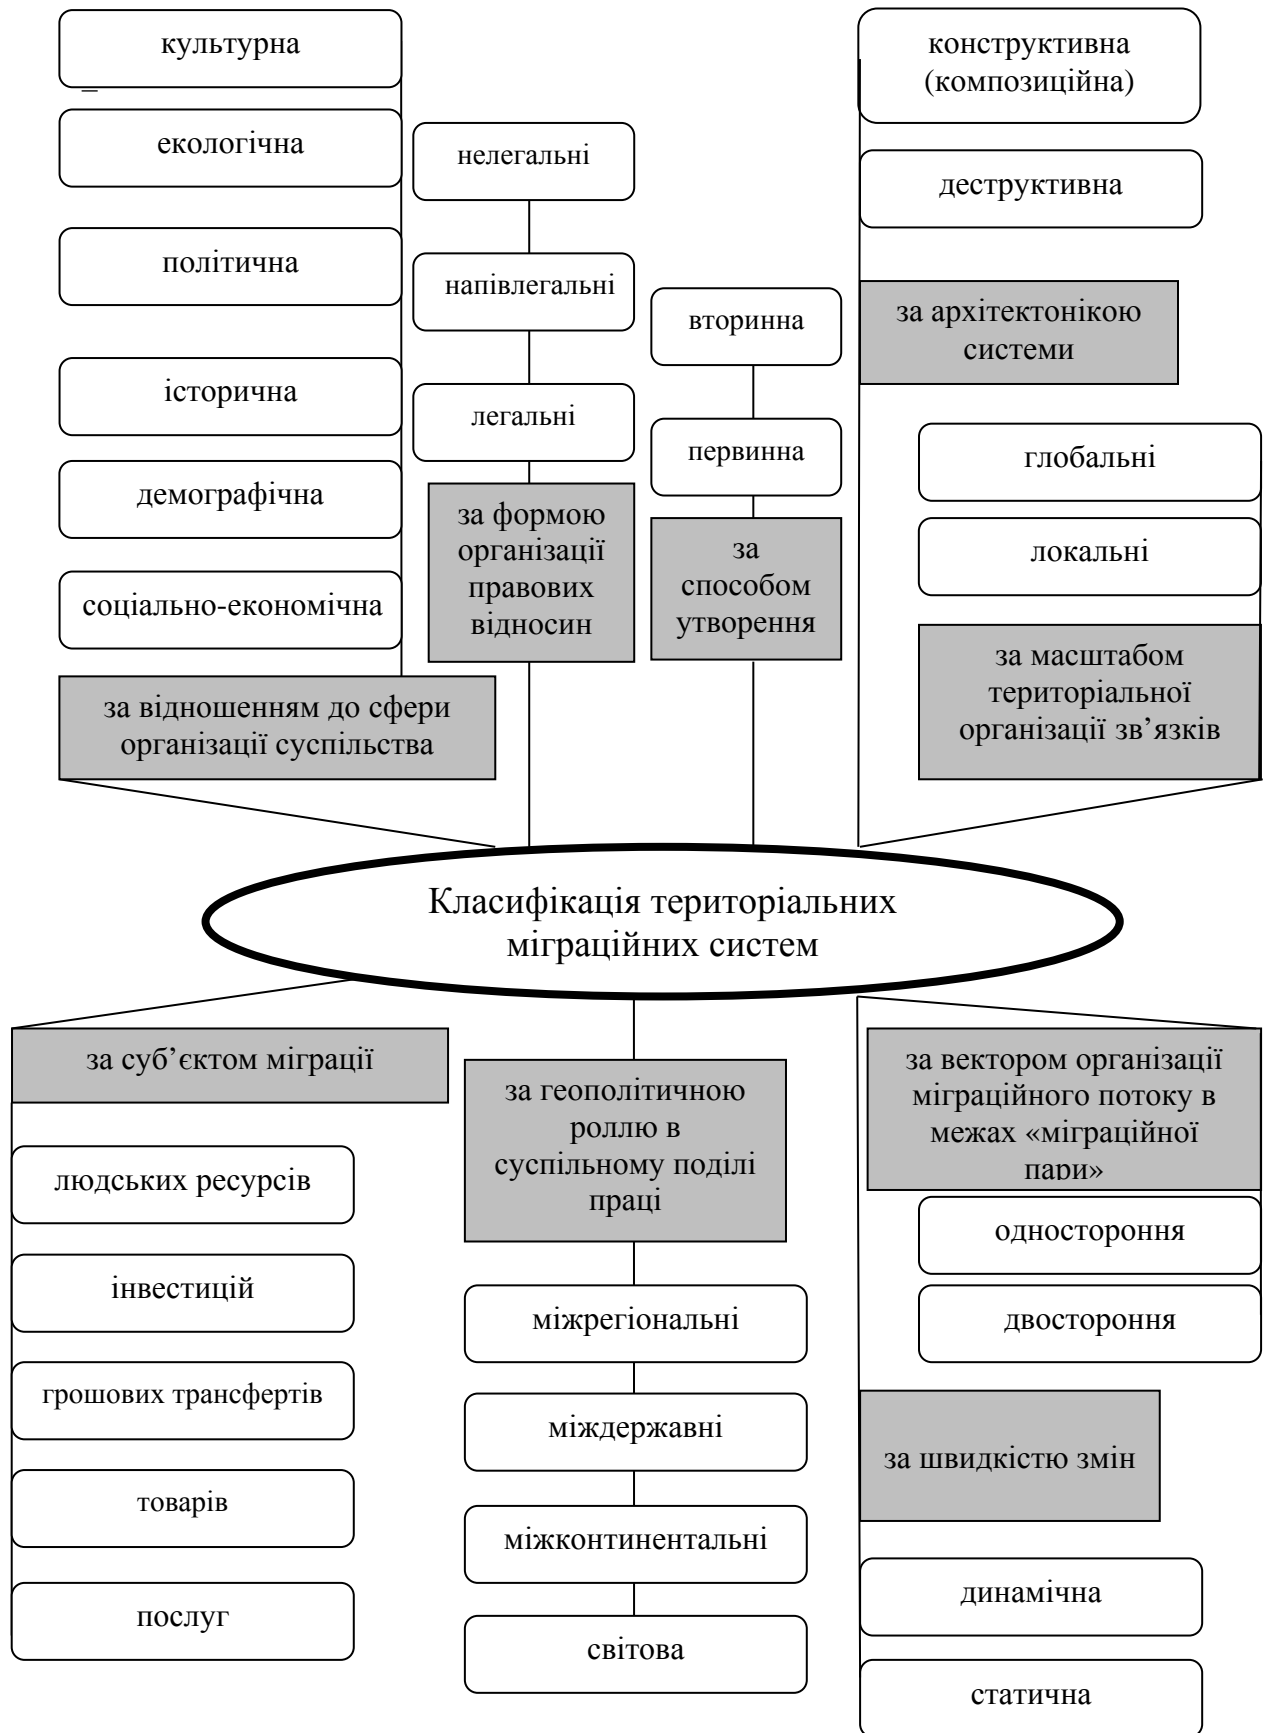 культурна
екологічна
політична
історична
демографічна
соціально-економічна
за відношенням до сфери
організації суспільства
нелегальні
напівлегальні
легальні
за формою
організації
правових
відносин
вторинна
первинна
за
способом
утворення
конструктивна
(композиційна)
деструктивна
за архітектонікою
системи
глобальні
локальні
за масштабом
територіальної
організації зв’язків
Класифікація територіальних
міграційних систем
за суб’єктом міграції
людських ресурсів
інвестицій
грошових трансфертів
товарів
послуг
за геополітичною
роллю в
суспільному поділі
праці
міжрегіональні
міждержавні
міжконтинентальні
світова
за вектором організації
міграційного потоку в
межах «міграційної
пари»
одностороння
двостороння
за швидкістю змін
динамічна
статична